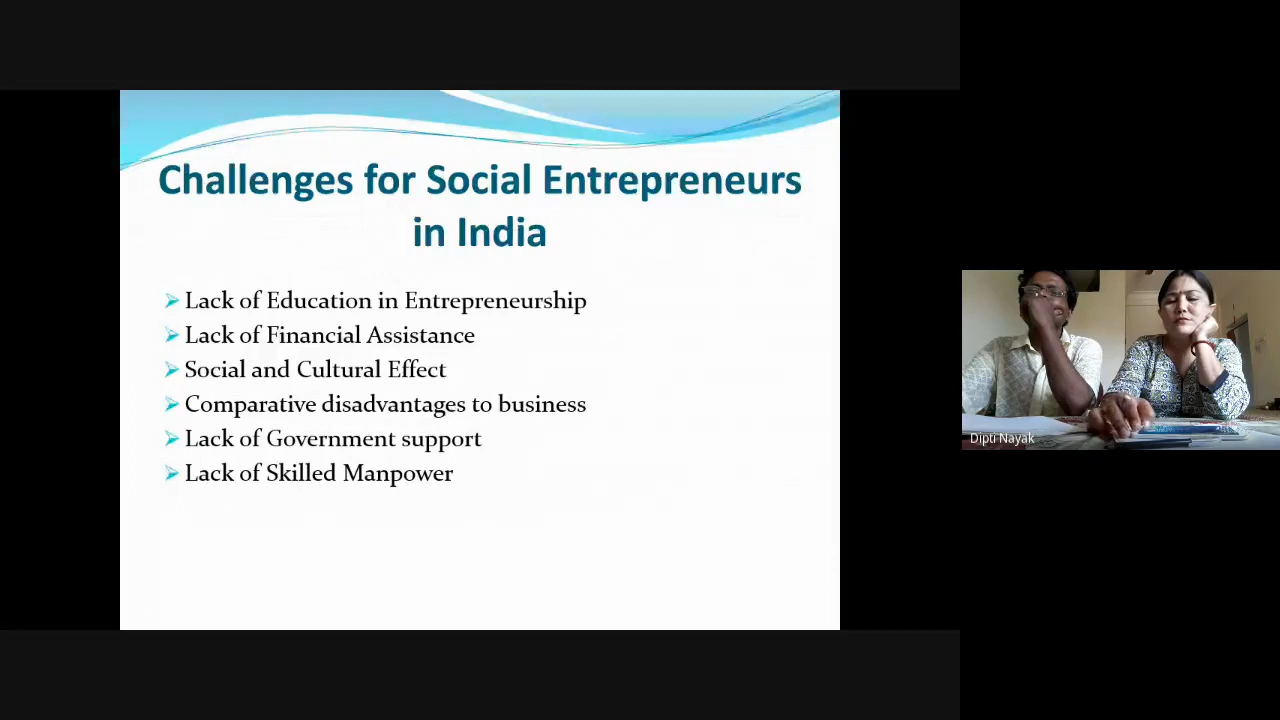 Challenges for Social Entrepreneurs
in India
Lack of Education in Entrepreneurship
Lack of Financial Assistance
Social and Cultural Effect
Comparative disadvantages to business
Lack of Government support
Lack of Skilled Manpower
Dipti Nayak